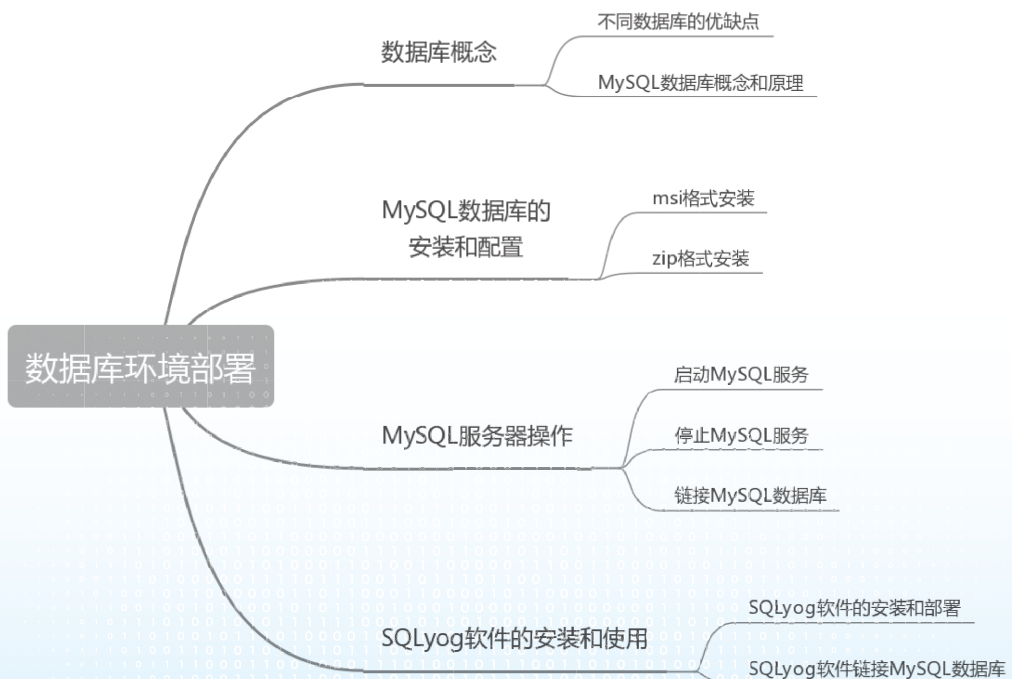 数据库环境部署
数据库概念
不同数据库的优缺点
MySQL数据库概念和原理
MySQL数据库的
安装和配置
msi格式安装
zip格式安装
MySQL服务器操作
启动MySQL服务
停止MySQL服务
链接MySQL数据库
SQLyog软件的安装和使用
SQLyog软件的安装和部署
SQLyog软件链接MySQL数据库